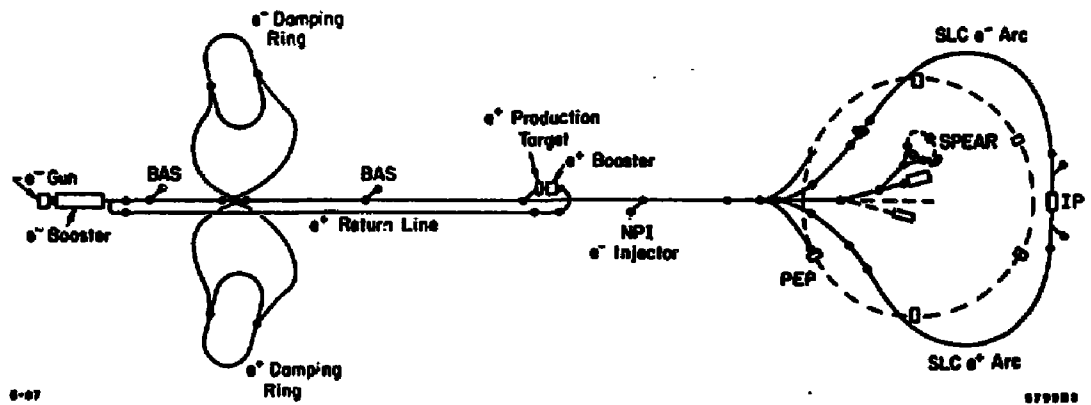 e⁻ Damping
Ring
SLC e⁻ Arc
e⁺ Production
Target
e⁺ Booster
SPEAR
e⁻ Gun
BAS
BAS
IP
e⁻ Booster
e⁺ Return Line
NPI
e⁻ Injector
PEP
e⁺ Damping
Ring
SLC e⁺ Arc
6-87
5799B3